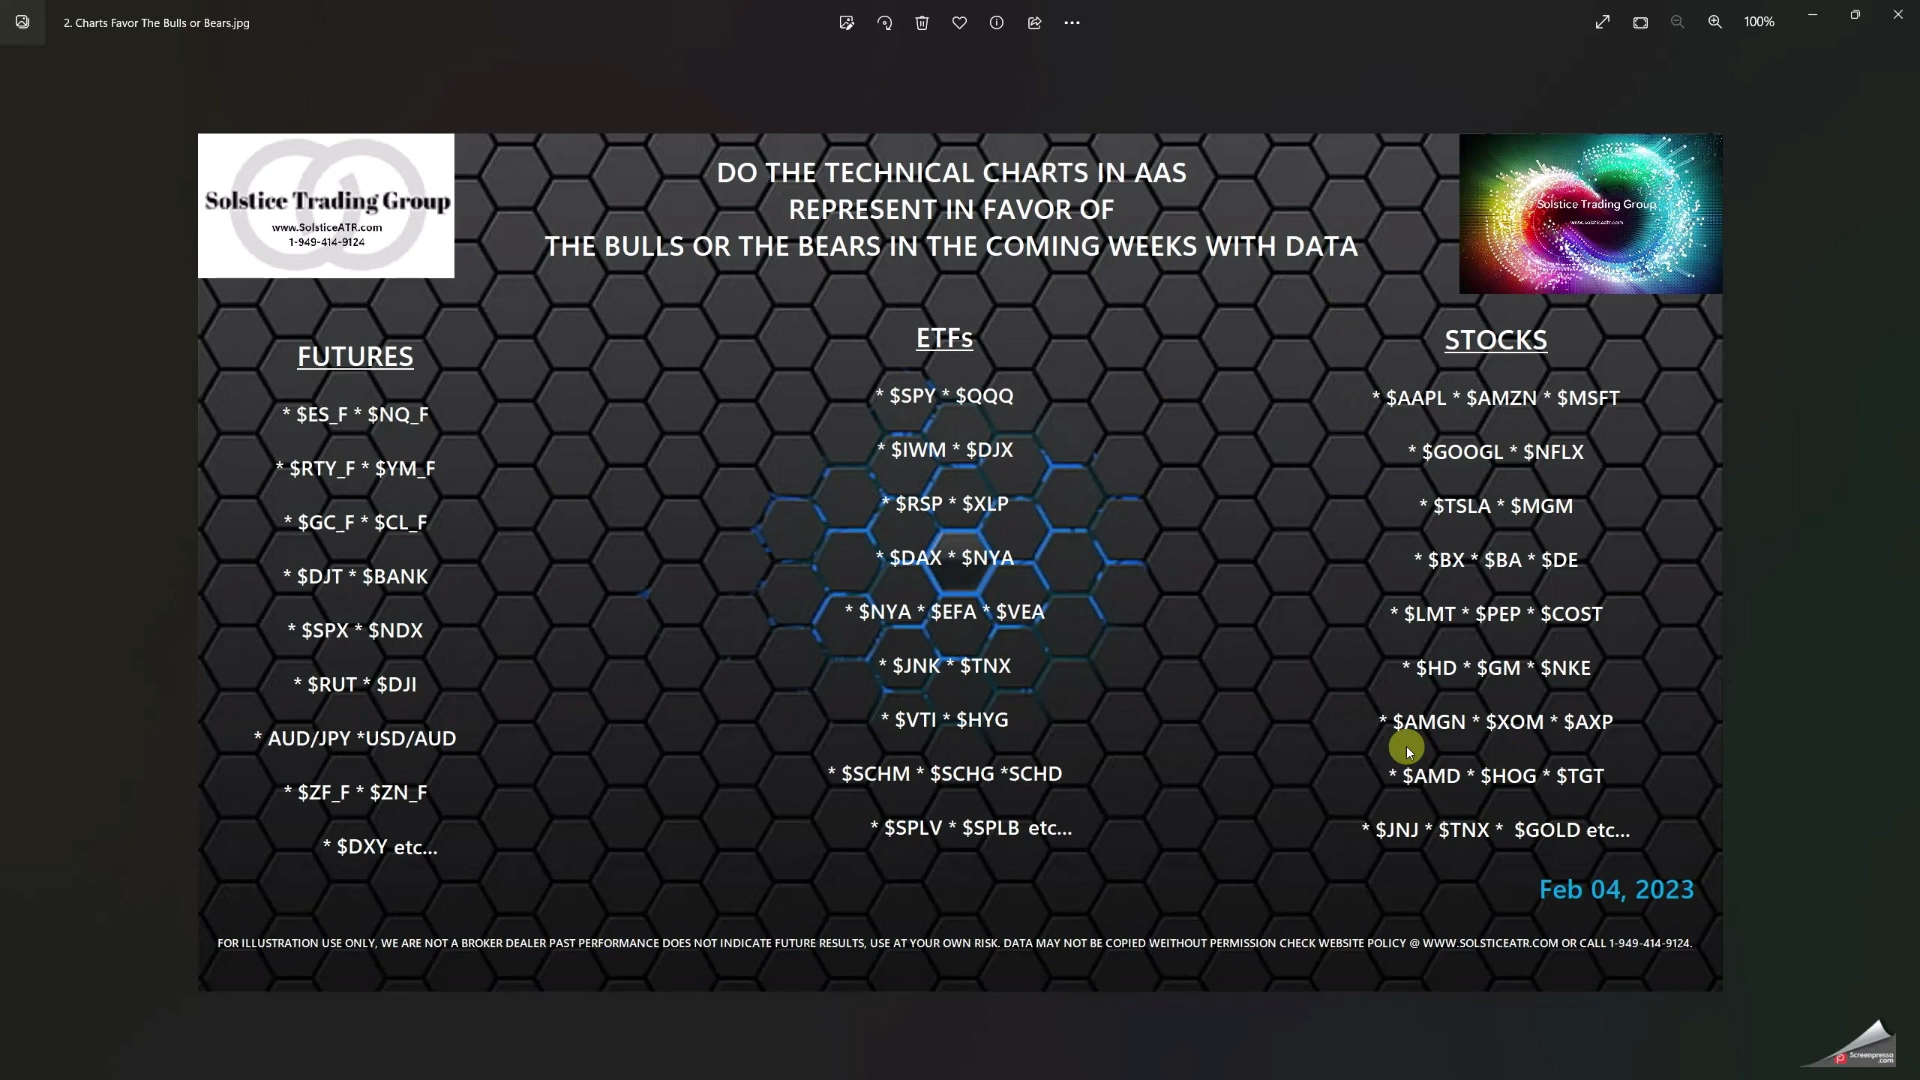 2. Charts Favor The Bulls or Bears.jpg
100%
Solstice Trading Group
www.SolsticeATR.com
1-949-414-9124
DO THE TECHNICAL CHARTS IN AAS
REPRESENT IN FAVOR OF
THE BULLS OR THE BEARS IN THE COMING WEEKS WITH DATA
Solstice Trading Group
www.solsticeatr.com
FUTURES
* $ES_F * $NQ_F
* $RTY_F * $YM_F
* $GC_F * $CL_F
* $DJT * $BANK
* $SPX * $NDX
* $RUT * $DJI
* AUD/JPY *USD/AUD
* $ZF_F * $ZN_F
* $DXY etc...
ETFs
* $SPY * $QQQ
* $IWM * $DJX
* $RSP * $XLP
* $DAX * $NYA
* $NYA * $EFA * $VEA
* $JNK * $TNX
* $VTI * $HYG
* $SCHM * $SCHG *SCHD
* $SPLV * $SPLB etc...
STOCKS
* $AAPL * $AMZN * $MSFT
* $GOOGL * $NFLX
* $TSLA * $MGM
* $BX * $BA * $DE
* $LMT * $PEP * $COST
* $HD * $GM * $NKE
* $AMGN * $XOM * $AXP
* $AMD * $HOG * $TGT
* $JNJ * $TNX * $GOLD etc...
Feb 04, 2023
FOR ILLUSTRATION USE ONLY, WE ARE NOT A BROKER DEALER PAST PERFORMANCE DOES NOT INDICATE FUTURE RESULTS, USE AT YOUR OWN RISK. DATA MAY NOT BE COPIED WEITHOUT PERMISSION CHECK WEBSITE POLICY @ WWW.SOLSTICEATR.COM OR CALL 1-949-414-9124.
Screenpresso
.com